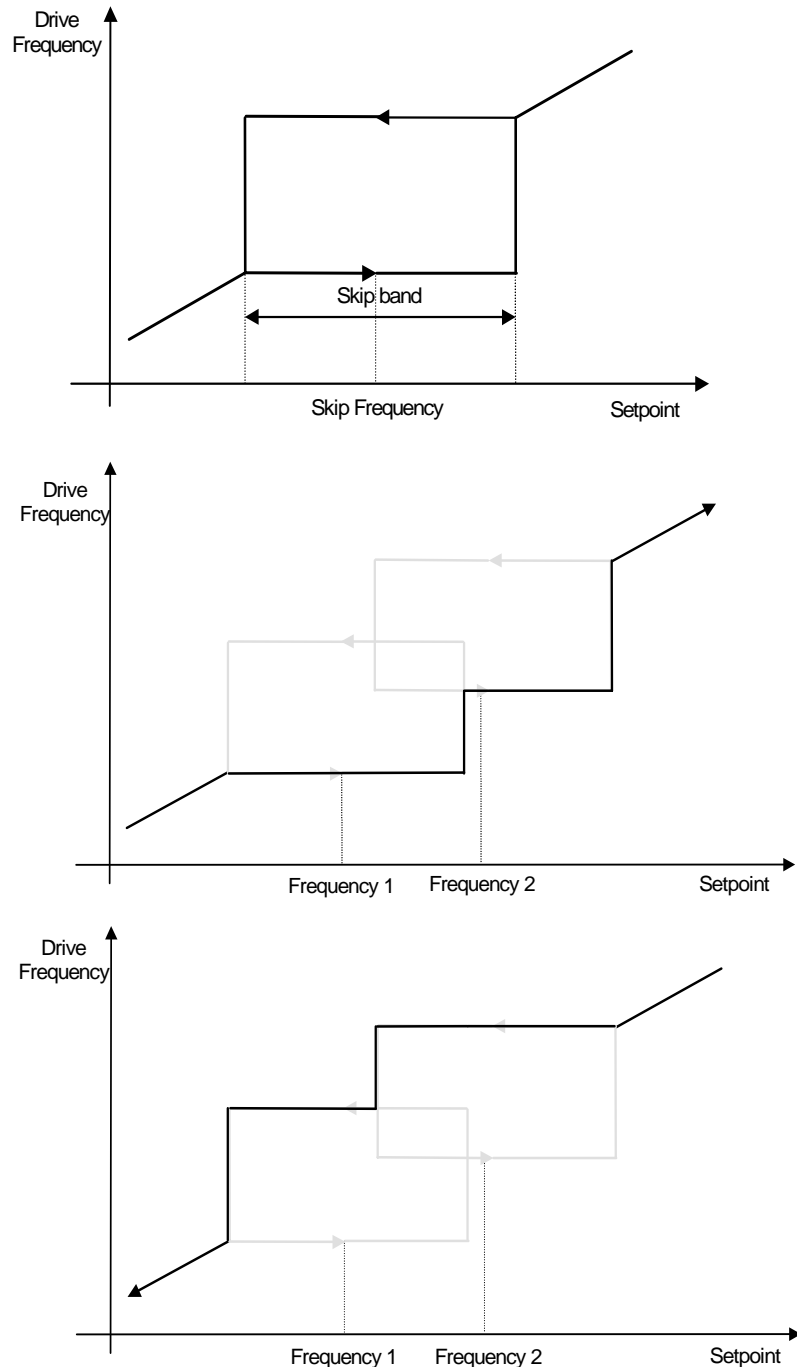 Drive
Frequency
Skip band
Skip Frequency
Setpoint
Drive
Frequency
Frequency 1
Frequency 2
Setpoint
Drive
Frequency
Frequency 1
Frequency 2
Setpoint